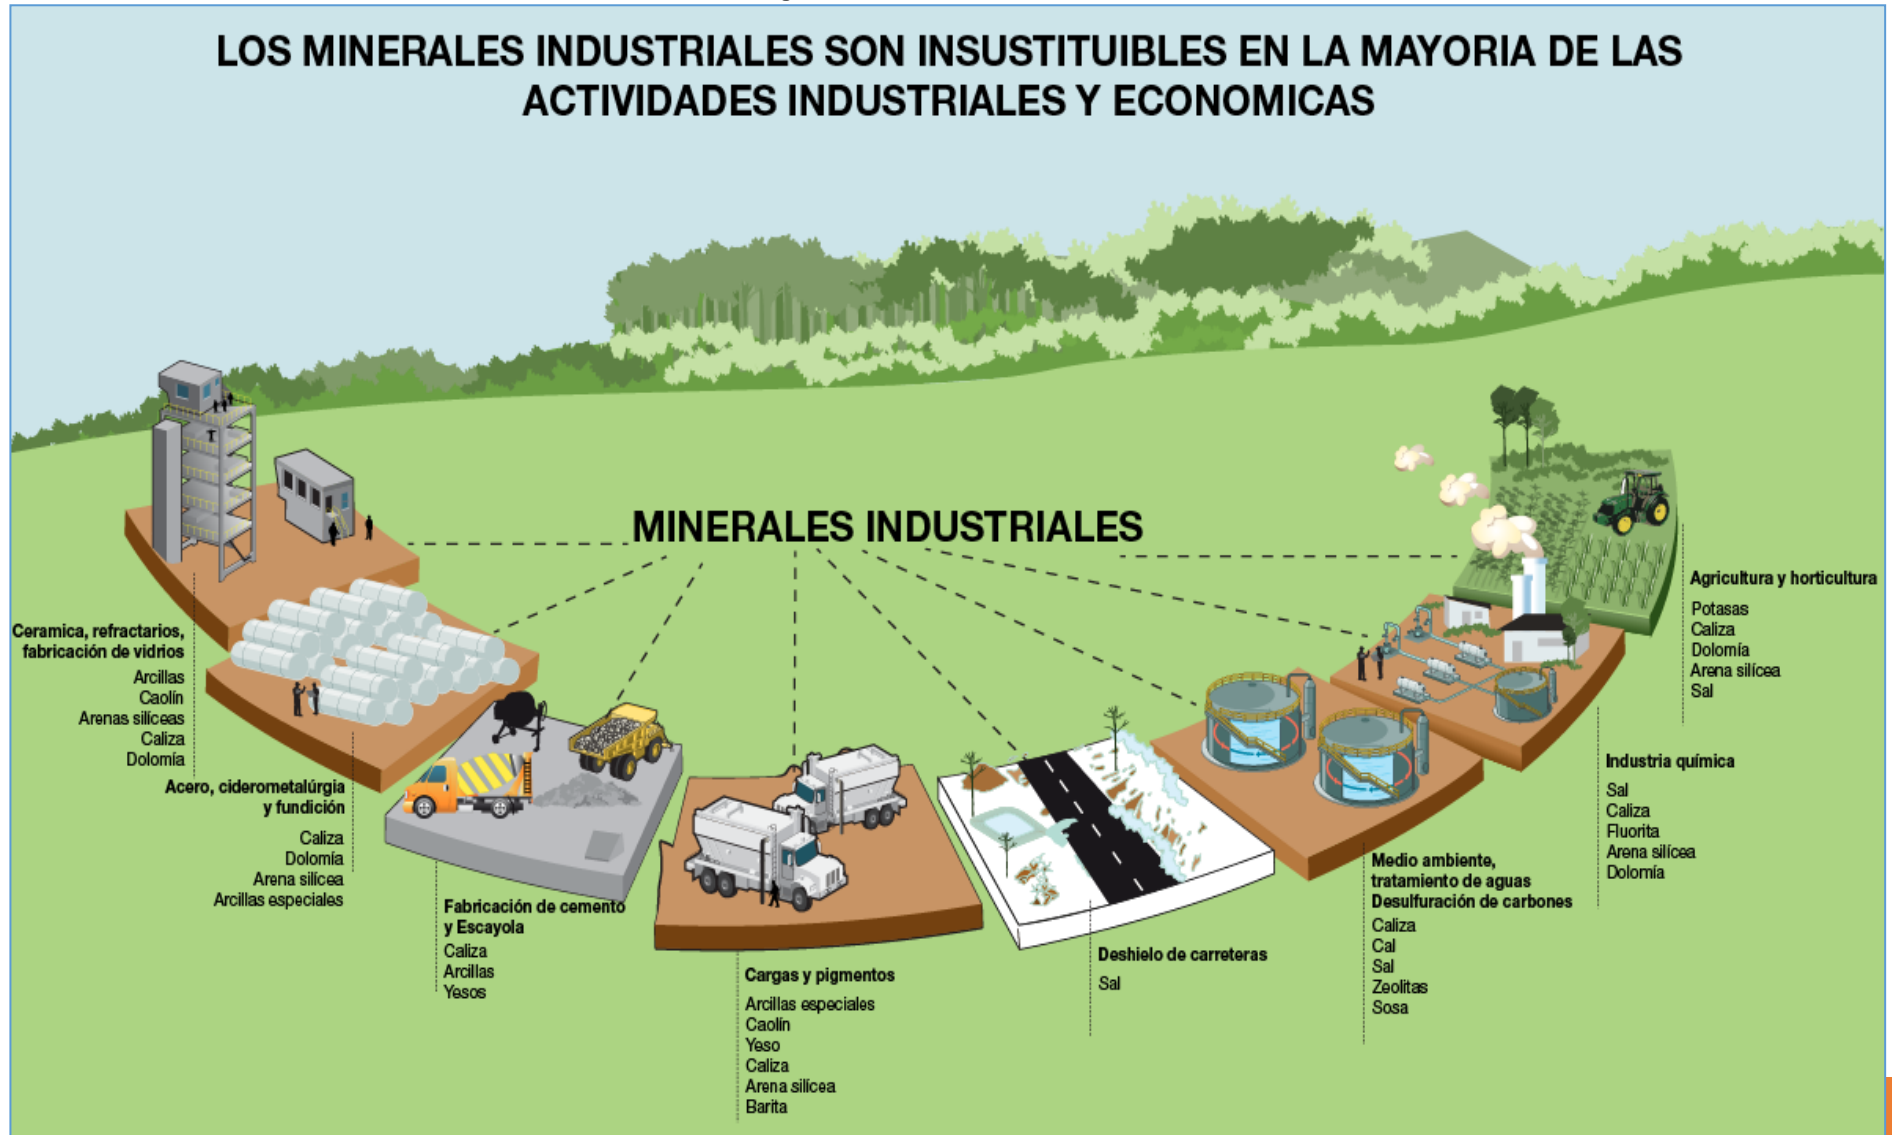 LOS MINERALES INDUSTRIALES SON INSUSTITUIBLES EN LA MAYORIA DE LAS
ACTIVIDADES INDUSTRIALES Y ECONOMICAS
MINERALES INDUSTRIALES
Ceramica, refractarios,
fabricación de vidrios
Arcillas
Caolín
Arenas silíceas
Caliza
Dolomía
Acero, ciderometalúrgia
y fundición
Caliza
Dolomía
Arena silícea
Arcillas especiales
Fabricación de cemento
y Escayola
Caliza
Arcillas
Yesos
Cargas y pigmentos
Arcillas especiales
Caolín
Yeso
Caliza
Arena silícea
Barita
Deshielo de carreteras
Sal
Medio ambiente,
tratamiento de aguas
Desulfuración de carbones
Caliza
Cal
Sal
Zeolitas
Sosa
Industria química
Sal
Caliza
Fluorita
Arena silícea
Dolomía
Agricultura y horticultura
Potasas
Caliza
Dolomía
Arena silícea
Sal